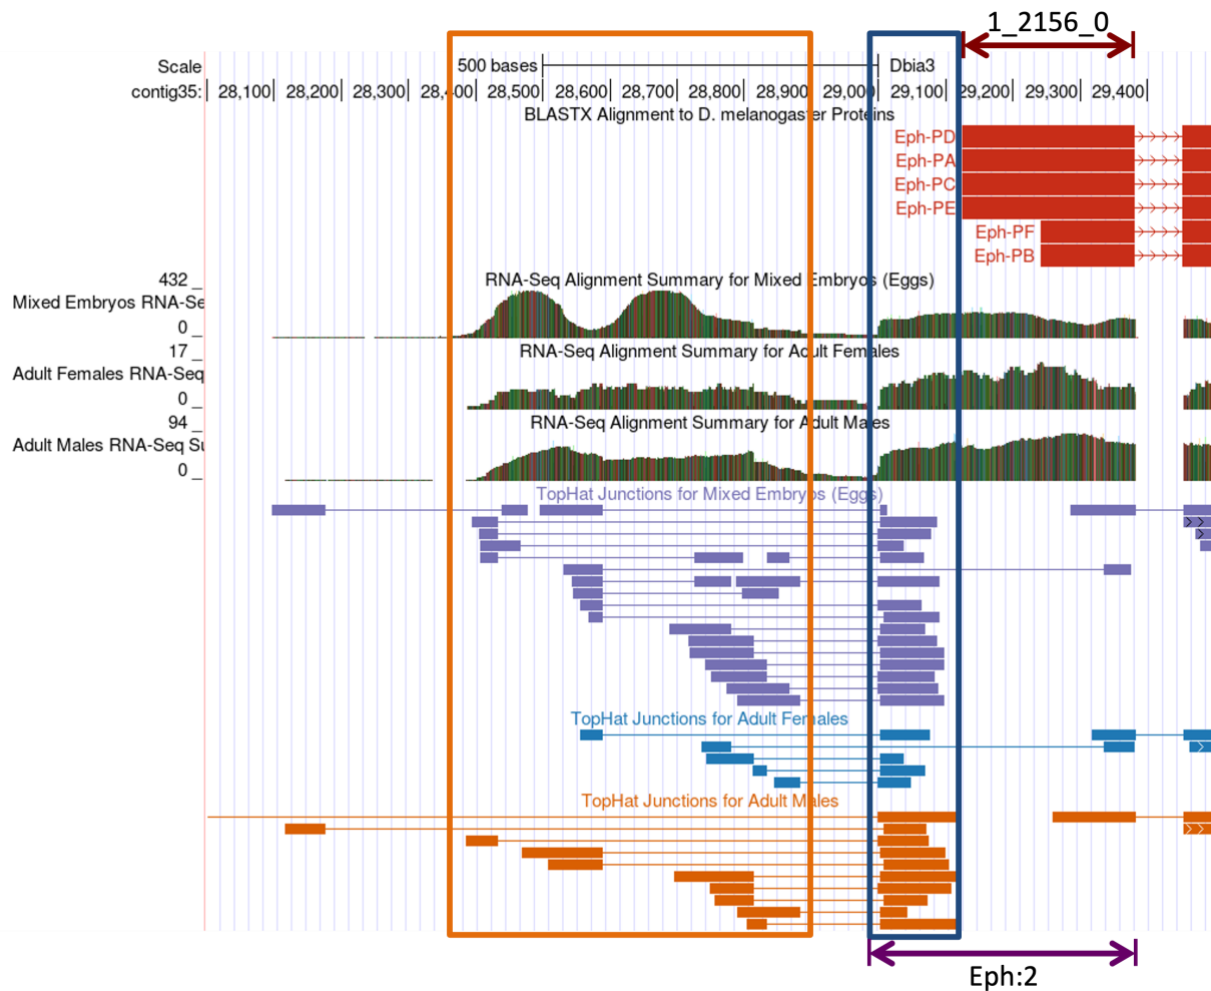 1_2156_0
Scale 500 bases Dbia3
contig35: 28,100 28,200 28,300 28,400 28,500 28,600 28,700 28,800 28,900 29,000 29,100 29,200 29,300 29,400
BLASTX Alignment to D. melanogaster Proteins
Eph-PD
Eph-PA
Eph-PC
Eph-PE
Eph-PF
Eph-PB
RNA-Seq Alignment Summary for Mixed Embryos (Eggs)
432 _
Mixed Embryos RNA-Se
0 _
RNA-Seq Alignment Summary for Adult Females
17 _
Adult Females RNA-Seq
0 _
RNA-Seq Alignment Summary for Adult Males
94 _
Adult Males RNA-Seq Su
0 _
TopHat Junctions for Mixed Embryos (Eggs)
TopHat Junctions for Adult Females
TopHat Junctions for Adult Males
Eph:2